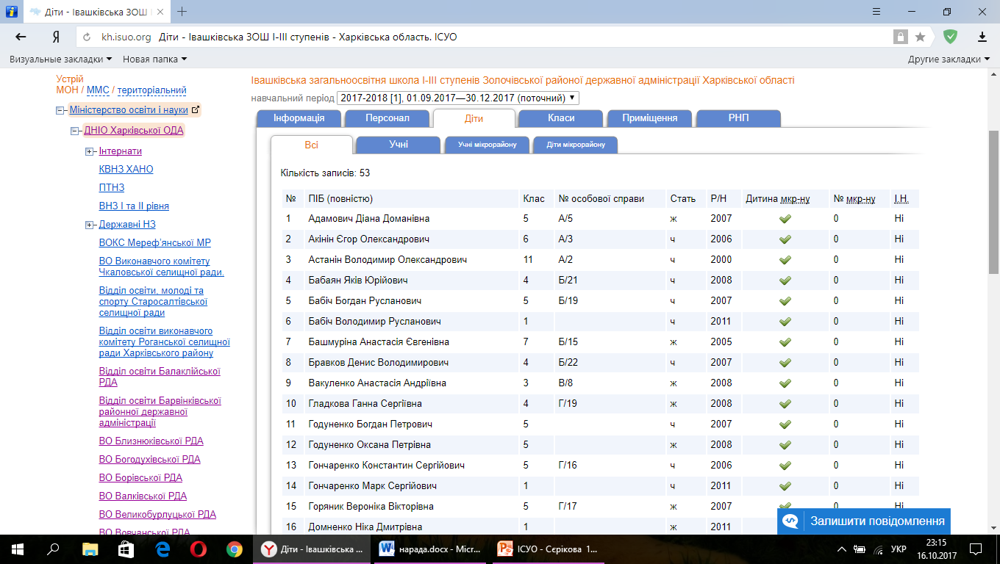 Діти - Івашківська ЗОШ І
kh.isuo.org Діти - Івашківська ЗОШ І-ІІІ ступенів - Харківська область. ІСУО
Визуальные закладки Новая папка Другие закладки
Устрій
МОН / ММС / територіальний
Міністерство освіти і науки
ДНІО Харківської ОДА
Інтернати
КВНЗ ХАНО
ПТНЗ
ВНЗ І та ІІ рівня
Державні НЗ
ВОКС Мереф'янської МР
ВО Виконавчого комітету
Чкаловської селищної ради.
Відділ освіти, молоді та
спорту Старосалтівської
селищної ради
Відділ освіти виконавчого
комітету Роганської селищної
ради Харківського району
Відділ освіти Балаклійської
РДА
Відділ освіти Барвінківської
районної державної
адміністрації
ВО Близнюківської РДА
ВО Богодухівської РДА
ВО Борівської РДА
ВО Валківської РДА
ВО Великобурлуцької РДА
ВО Вовчанської РДА
Івашківська загальноосвітня школа І-ІІІ ступенів Золочівської районої державної адміністрації Харківської області
навчальний період 2017-2018 [1], 01.09.2017—30.12.2017 (поточний)
Інформація Персонал Діти Класи Приміщення РНП
Всі Учні Учні мікрорайону Діти мікрорайону
Кількість записів: 53
№ ПІБ (повністю) Клас № особової справи Стать Р/Н Дитина мкр-ну № мкр-ну І.Н.
1 Адамович Діана Доманівна 5 А/5 ж 2007 0 Ні
2 Акінін Єгор Олександрович 6 А/3 ч 2006 0 Ні
3 Астанін Володимир Олександрович 11 А/2 ч 2000 0 Ні
4 Бабаян Яків Юрійович 4 Б/21 ч 2008 0 Ні
5 Бабіч Богдан Русланович 5 Б/19 ч 2007 0 Ні
6 Бабіч Володимир Русланович 1 ч 2011 0 Ні
7 Башмуріна Анастасія Євгенівна 7 Б/15 ж 2005 0 Ні
8 Бравков Денис Володимирович 4 Б/22 ч 2007 0 Ні
9 Вакуленко Анастасія Андріївна 3 В/8 ж 2008 0 Ні
10 Гладкова Ганна Сергіївна 4 Г/19 ж 2008 0 Ні
11 Годуненко Богдан Петрович 5 ч 2007 0 Ні
12 Годуненко Оксана Петрівна 5 ж 2008 0 Ні
13 Гончаренко Константин Сергійович 5 Г/16 ч 2006 0 Ні
14 Гончаренко Марк Сергійович 1 ч 2011 0 Ні
15 Горяник Вероніка Вікторівна 5 Г/17 ж 2007 0 Ні
16 Домненко Ніка Дмитрівна 1 ж 2011
Залишити повідомлення
Діти - Івашківська ... нарада.docx - Micr... ІСУО - Сєрікова 1... УКР 23:15
16.10.2017